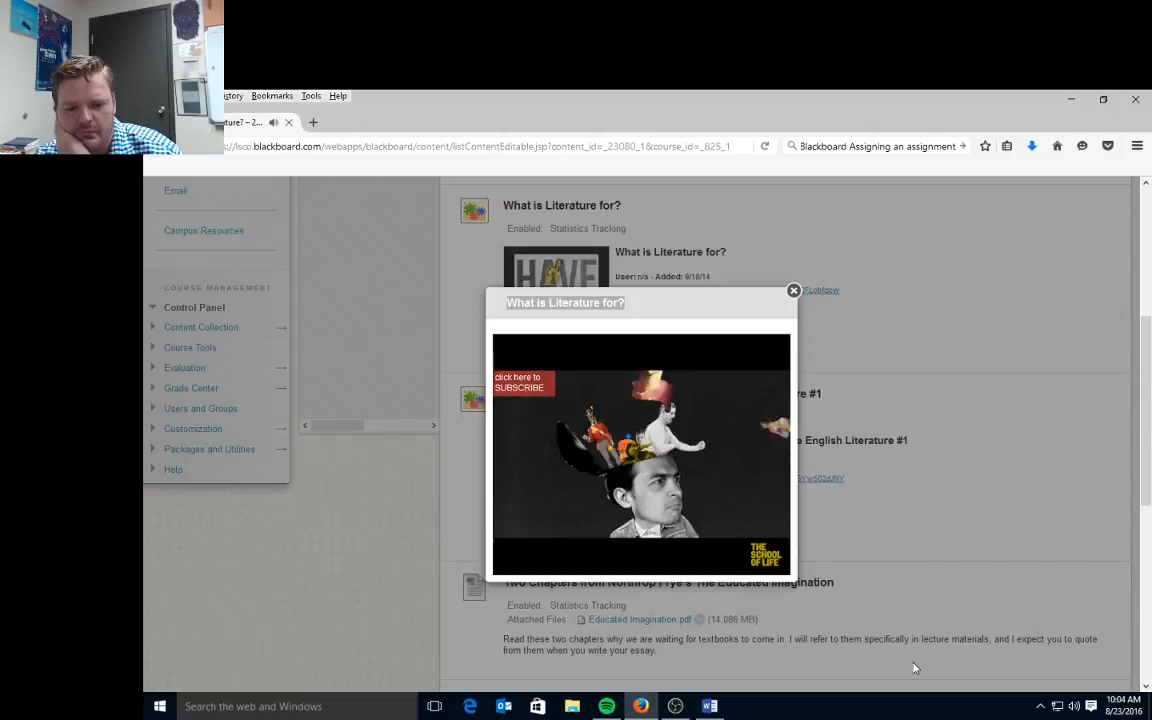 istory Bookmarks Tools Help
ture? – 2...
s://lsco.blackboard.com/webapps/blackboard/content/listContentEditable.jsp?content_id=_23080_1&course_id=_825_1
Blackboard Assigning an assignment
Email
Campus Resources
COURSE MANAGEMENT
Control Panel
Content Collection
Course Tools
Evaluation
Grade Center
Users and Groups
Customization
Packages and Utilities
Help
What is Literature for?
Enabled: Statistics Tracking
HAVE
What is Literature for?
User: n/a - Added: 9/18/14
What is Literature for?
click here to
SUBSCRIBE
THE
SCHOOL
OF LIFE
re #1
e English Literature #1
Two Chapters from Northrop Frye's The Educated Imagination
Enabled: Statistics Tracking
Attached Files: Educated Imagination.pdf (14.086 MB)
Read these two chapters why we are waiting for textbooks to come in. I will refer to them specifically in lecture materials, and I expect you to quote
from them when you write your essay.
Search the web and Windows
10:04 AM
8/23/2016